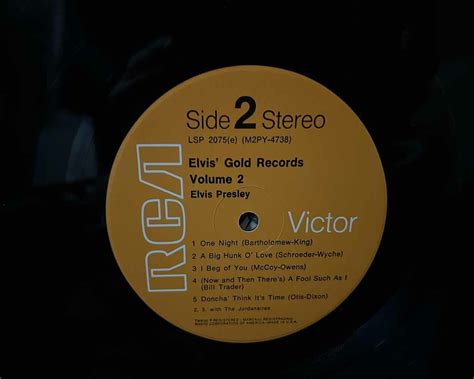 Side 2 Stereo
LSP 2075(e) (M2PY-4738)
Elvis' Gold Records
Volume 2
Elvis Presley
RCA
Victor
1 One Night (Bartholomew-King)
2 A Big Hunk O' Love (Schroeder-Wyche)
3 I Beg of You (McCoy-Owens)
4 (Now and Then There's) A Fool Such As I
(Bill Trader)
5 Doncha' Think It's Time (Otis-Dixon)
with The Jordanaires